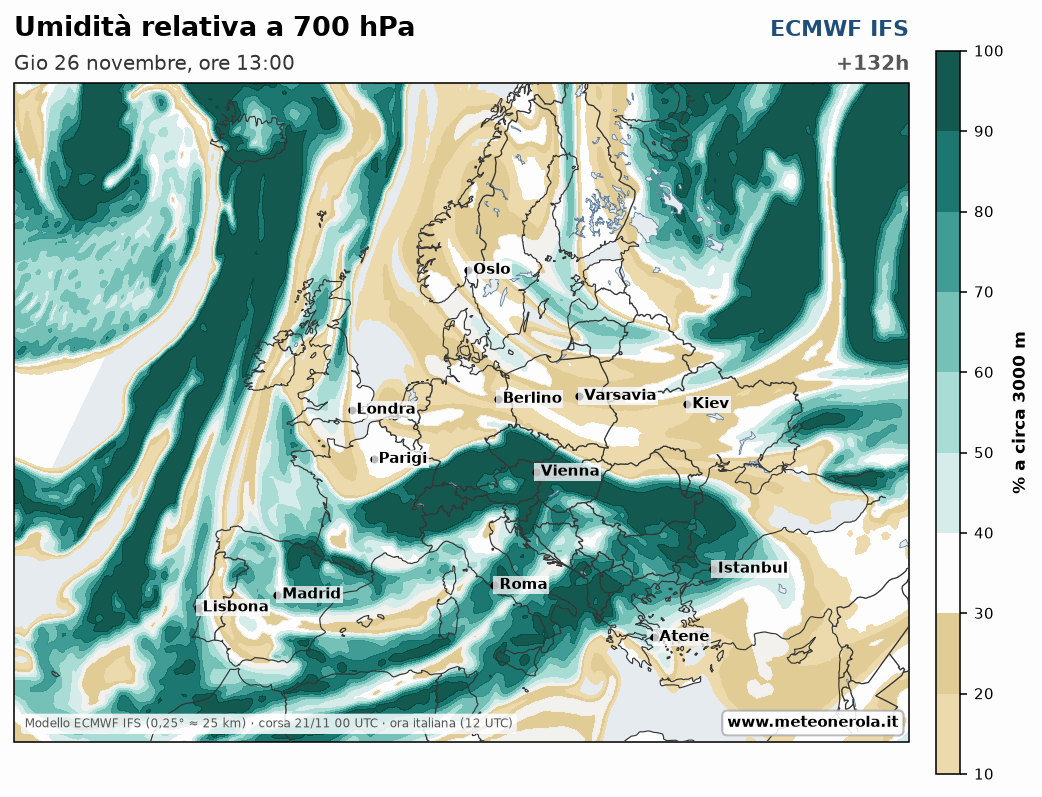 Umidità relativa a 700 hPa
ECMWF IFS
Gio 26 novembre, ore 13:00
+132h
100
90
80
70
60
50
40
30
20
10
% a circa 3000 m
Oslo
Londra
Berlino
Varsavia
Kiev
Parigi
Vienna
Istanbul
Roma
Madrid
Lisbona
Atene
Modello ECMWF IFS (0,25° ≈ 25 km) · corsa 21/11 00 UTC · ora italiana (12 UTC)
www.meteonerola.it